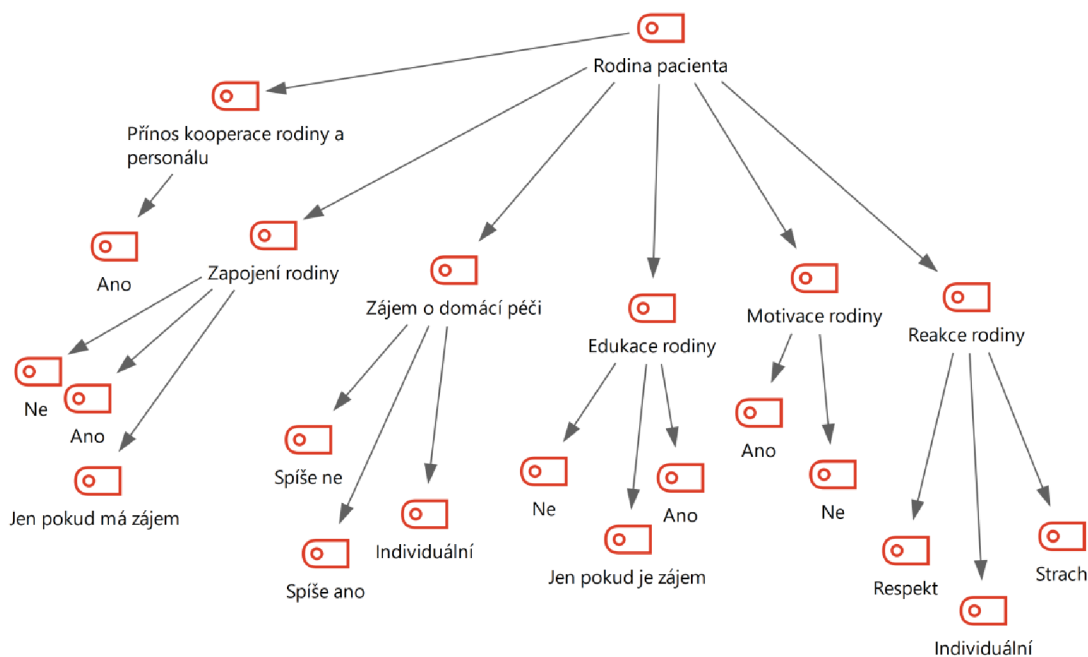 Rodina pacienta
Přínos kooperace rodiny a
personálu
Ano
Zapojení rodiny
Zájem o domácí péči
Motivace rodiny
Edukace rodiny
Reakce rodiny
Ne
Ano
Jen pokud má zájem
Spíše ne
Individuální
Spíše ano
Ne
Ano
Jen pokud je zájem
Ano
Ne
Respekt
Strach
Individuální